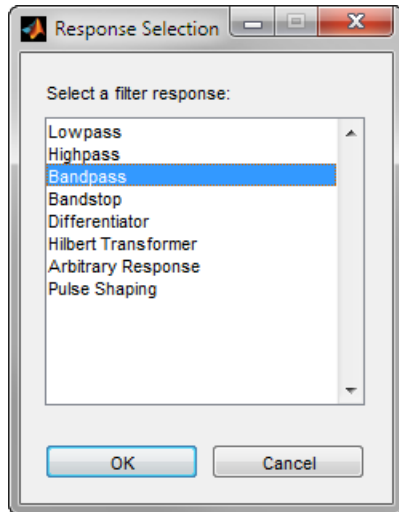 Response Selection
Select a filter response:
Lowpass
Highpass
Bandpass
Bandstop
Differentiator
Hilbert Transformer
Arbitrary Response
Pulse Shaping
OK
Cancel